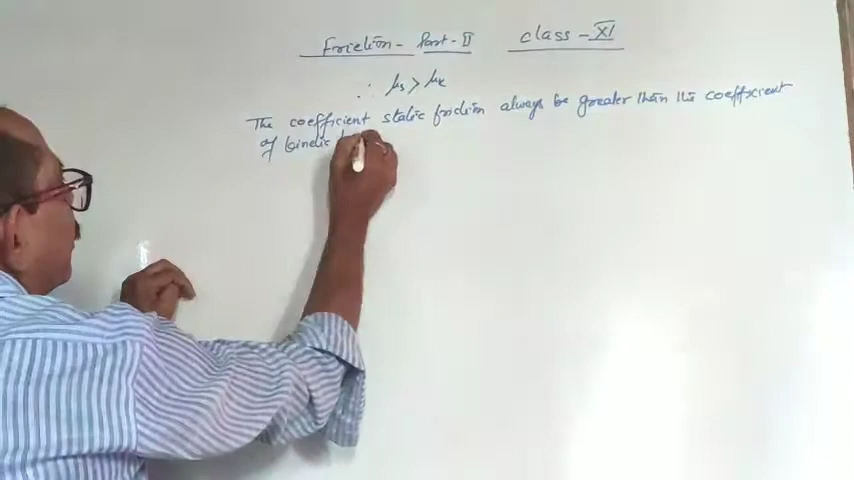 Friction - Part - II class - XI
∴ μs > μk
The coefficient static friction always be greater than the coefficient
of kinetic